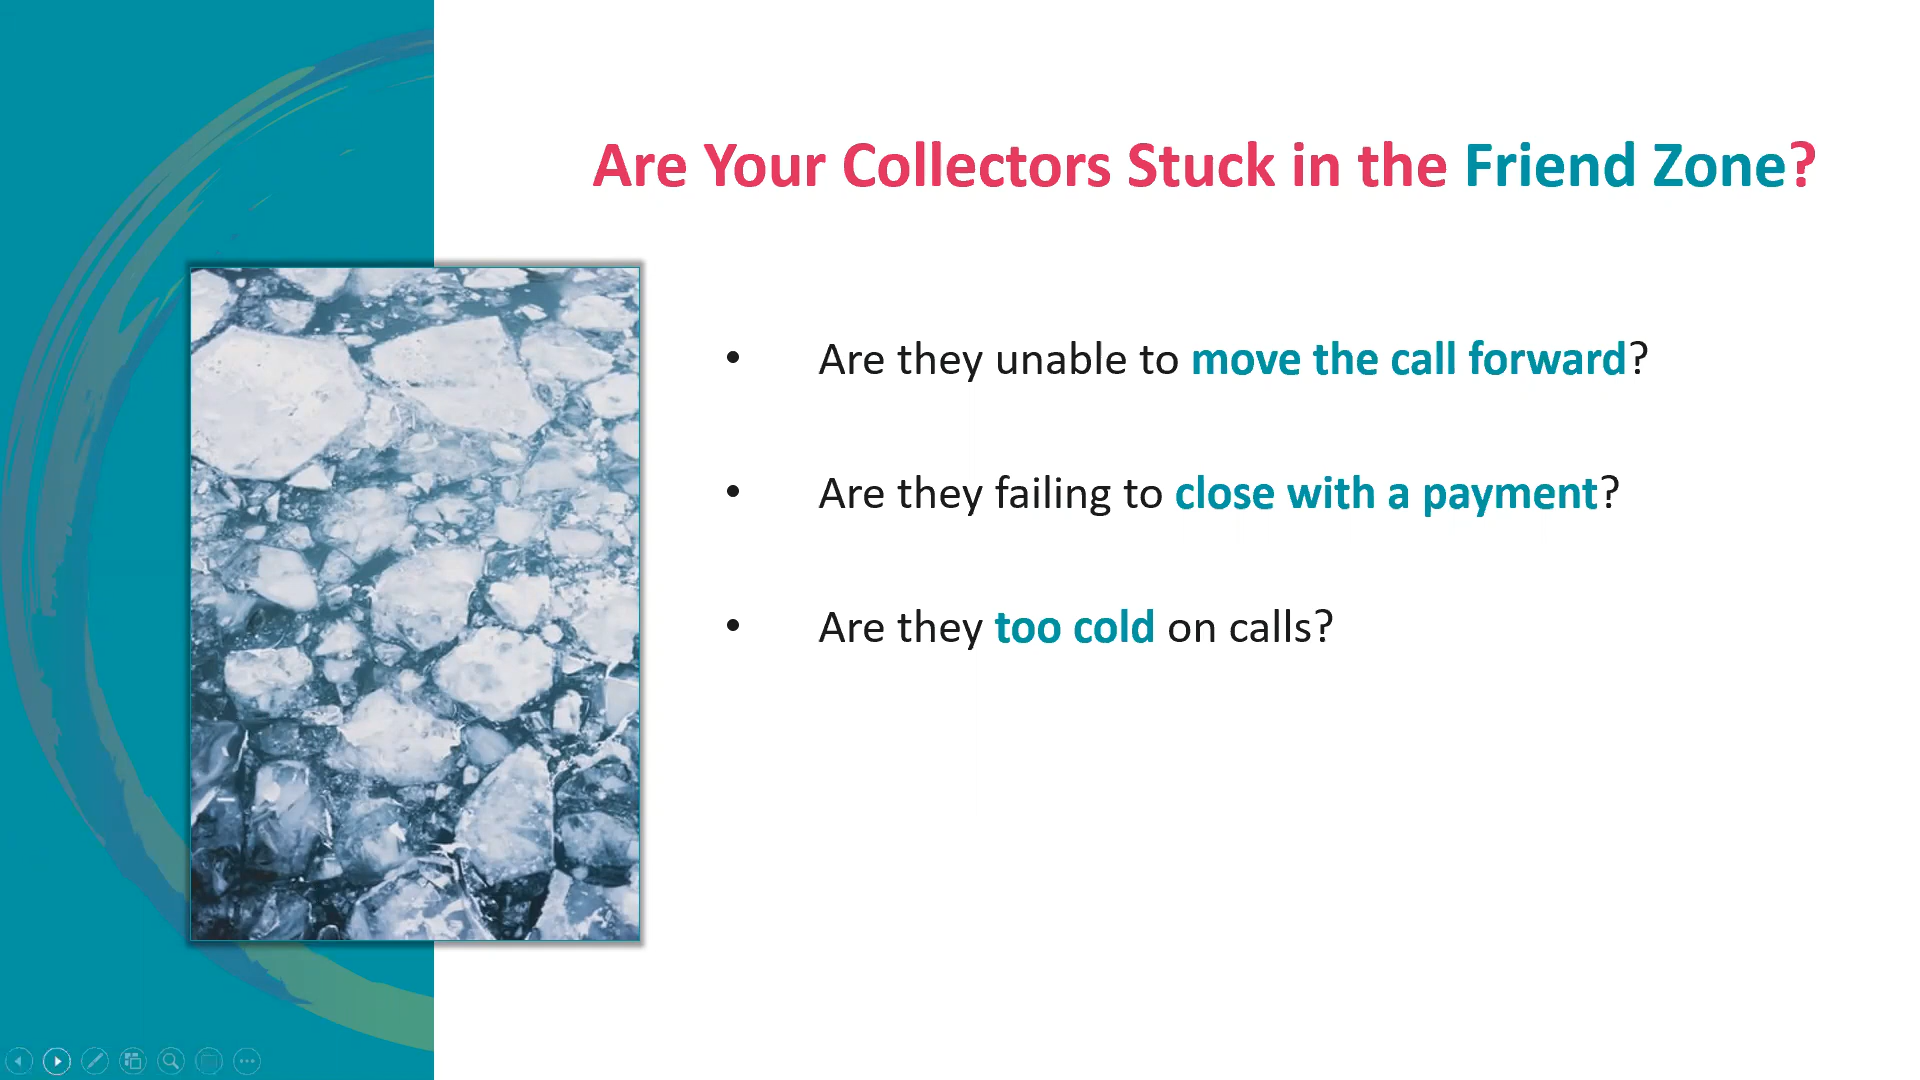 Are Your Collectors Stuck in the Friend Zone?
• Are they unable to move the call forward?
• Are they failing to close with a payment?
• Are they too cold on calls?